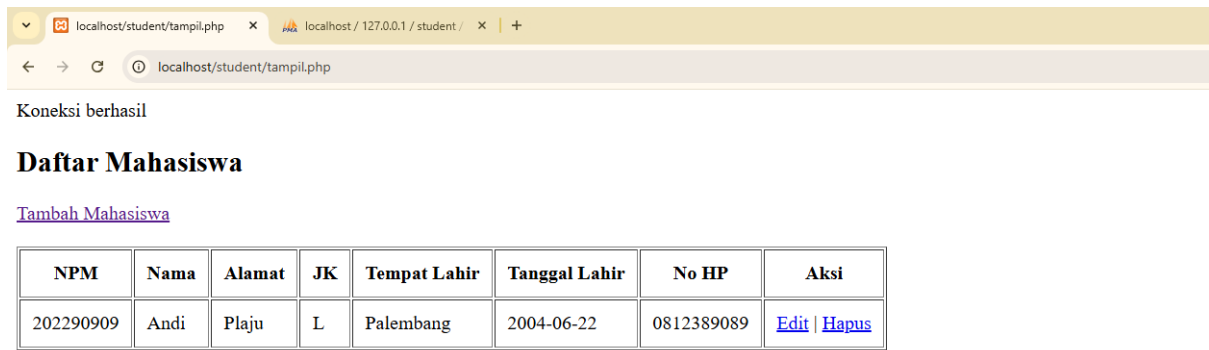 localhost/student/tampil.php localhost / 127.0.0.1 / student /
localhost/student/tampil.php
Koneksi berhasil
Daftar Mahasiswa
Tambah Mahasiswa
NPM Nama Alamat JK Tempat Lahir Tanggal Lahir No HP Aksi
202290909 Andi Plaju L Palembang 2004-06-22 0812389089 Edit | Hapus